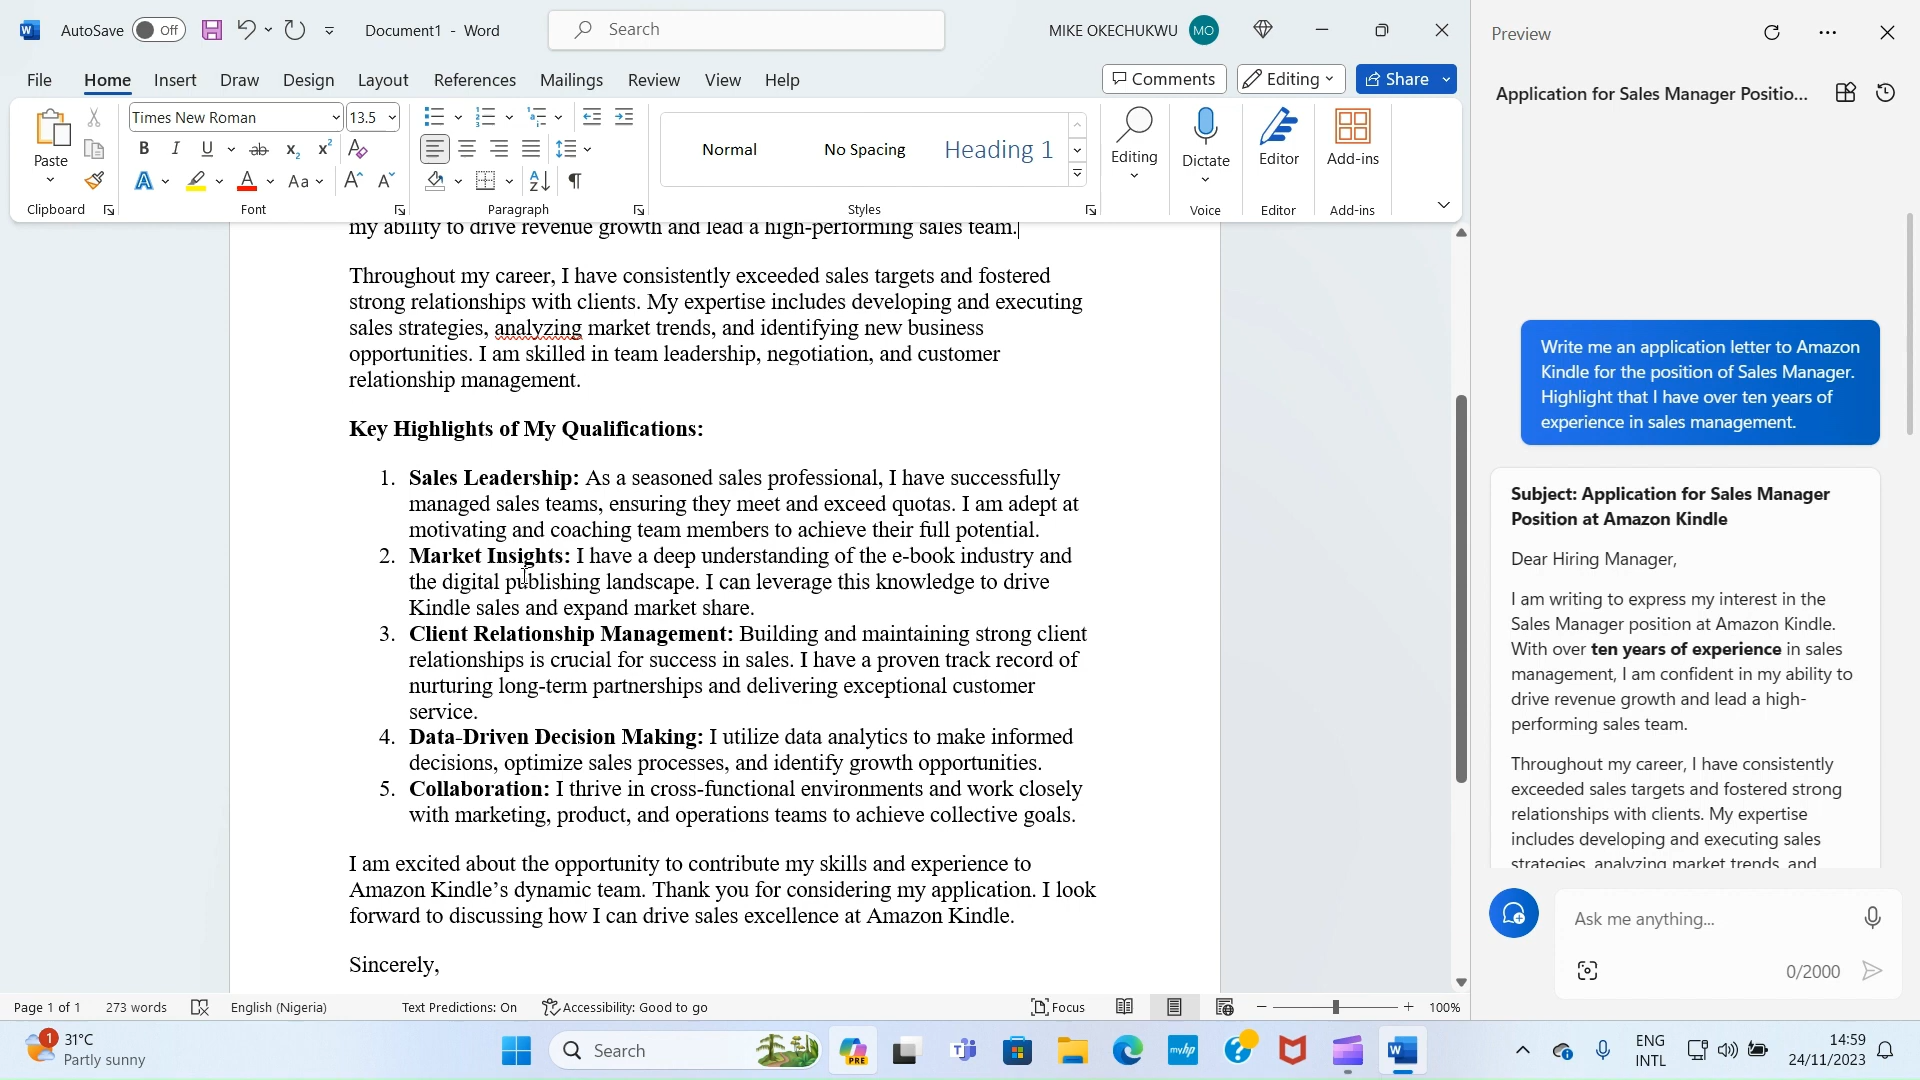 AutoSave Off Document1 - Word Search MIKE OKECHUKWU MO
File Home Insert Draw Design Layout References Mailings Review View Help Comments Editing Share
Paste
Clipboard
Times New Roman 13.5
Font
Paragraph
Normal No Spacing Heading 1
Styles
Editing
Dictate
Voice
Editor
Editor
Add-ins
Add-ins
my ability to drive revenue growth and lead a high-performing sales team.
Throughout my career, I have consistently exceeded sales targets and fostered
strong relationships with clients. My expertise includes developing and executing
sales strategies, analyzing market trends, and identifying new business
opportunities. I am skilled in team leadership, negotiation, and customer
relationship management.
Key Highlights of My Qualifications:
1. Sales Leadership: As a seasoned sales professional, I have successfully
managed sales teams, ensuring they meet and exceed quotas. I am adept at
motivating and coaching team members to achieve their full potential.
2. Market Insights: I have a deep understanding of the e-book industry and
the digital publishing landscape. I can leverage this knowledge to drive
Kindle sales and expand market share.
3. Client Relationship Management: Building and maintaining strong client
relationships is crucial for success in sales. I have a proven track record of
nurturing long-term partnerships and delivering exceptional customer
service.
4. Data-Driven Decision Making: I utilize data analytics to make informed
decisions, optimize sales processes, and identify growth opportunities.
5. Collaboration: I thrive in cross-functional environments and work closely
with marketing, product, and operations teams to achieve collective goals.
I am excited about the opportunity to contribute my skills and experience to
Amazon Kindle’s dynamic team. Thank you for considering my application. I look
forward to discussing how I can drive sales excellence at Amazon Kindle.
Sincerely,
Page 1 of 1 273 words English (Nigeria) Text Predictions: On Accessibility: Good to go Focus 100%
Preview
Application for Sales Manager Positio...
Write me an application letter to Amazon
Kindle for the position of Sales Manager.
Highlight that I have over ten years of
experience in sales management.
Subject: Application for Sales Manager
Position at Amazon Kindle
Dear Hiring Manager,
I am writing to express my interest in the
Sales Manager position at Amazon Kindle.
With over ten years of experience in sales
management, I am confident in my ability to
drive revenue growth and lead a high-
performing sales team.
Throughout my career, I have consistently
exceeded sales targets and fostered strong
relationships with clients. My expertise
includes developing and executing sales
strategies, analyzing market trends, and
Ask me anything...
0/2000
1 31°C
Partly sunny
Search
PRE
myhp
ENG
INTL
14:59
24/11/2023